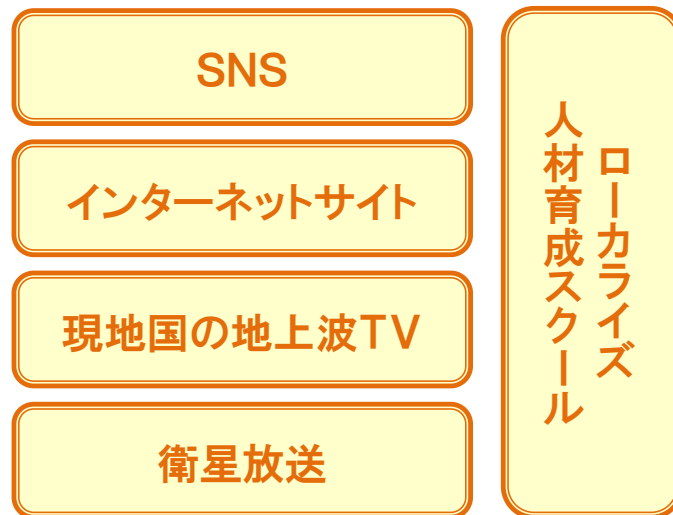 SNS
インターネットサイト
現地国の地上波TV
衛星放送
ローカライズ
人材育成スクール